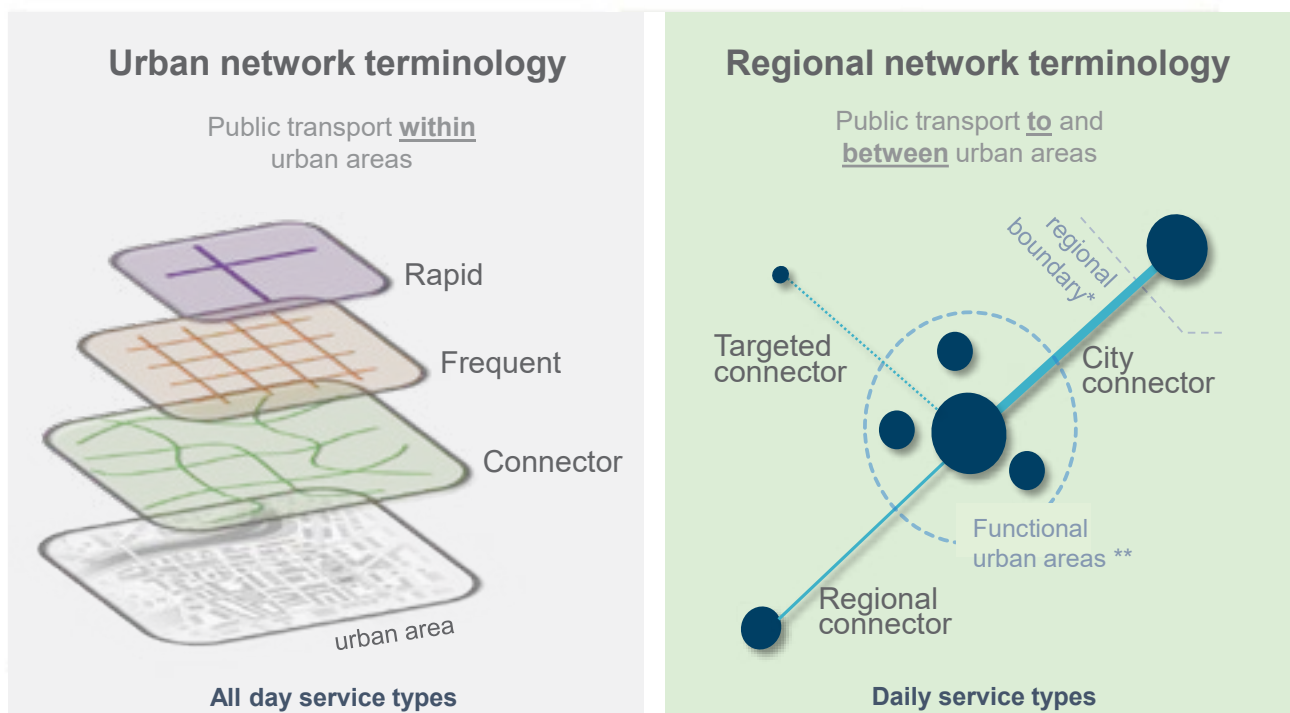 Urban network terminology
Public transport within
urban areas
Rapid
Frequent
Connector
urban area
All day service types
Regional network terminology
Public transport to and
between urban areas
regional
boundary*
Targeted
connector
City
connector
Functional
urban areas **
Regional
connector
Daily service types